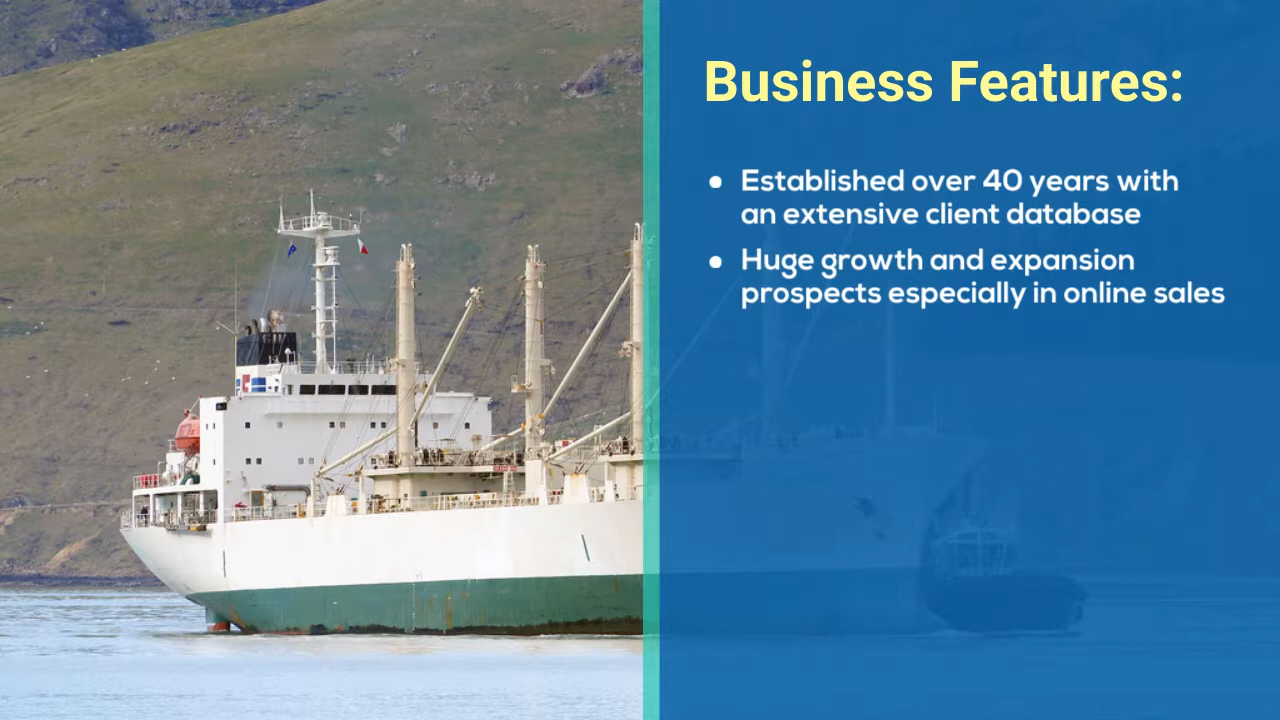 Business Features:
• Established over 40 years with
an extensive client database
• Huge growth and expansion
prospects especially in online sales